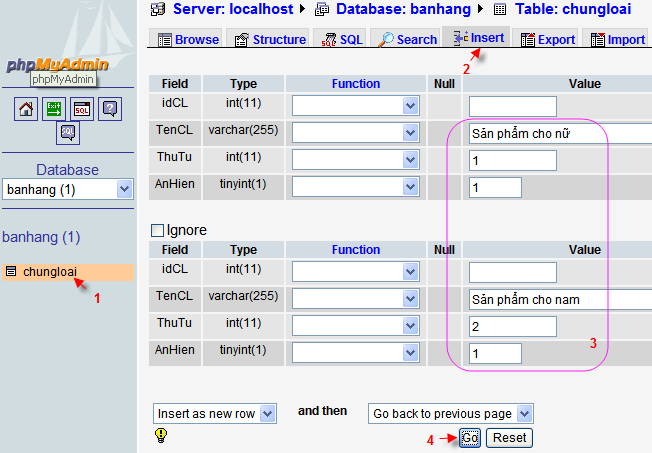 Server: localhost Database: banhang Table: chungloai
Browse Structure SQL Search Insert Export Import
2
phpMyAdmin
phpMyAdmin
Exit SQL ?
SQL
Database
banhang (1)
banhang (1)
chungloai
1
Field Type Function Null Value
idCL int(11)
TenCL varchar(255) Sản phẩm cho nữ
ThuTu int(11) 1
AnHien tinyint(1) 1
Ignore
Field Type Function Null Value
idCL int(11)
TenCL varchar(255) Sản phẩm cho nam
ThuTu int(11) 2
AnHien tinyint(1) 1
3
Insert as new row and then Go back to previous page
4 Go Reset